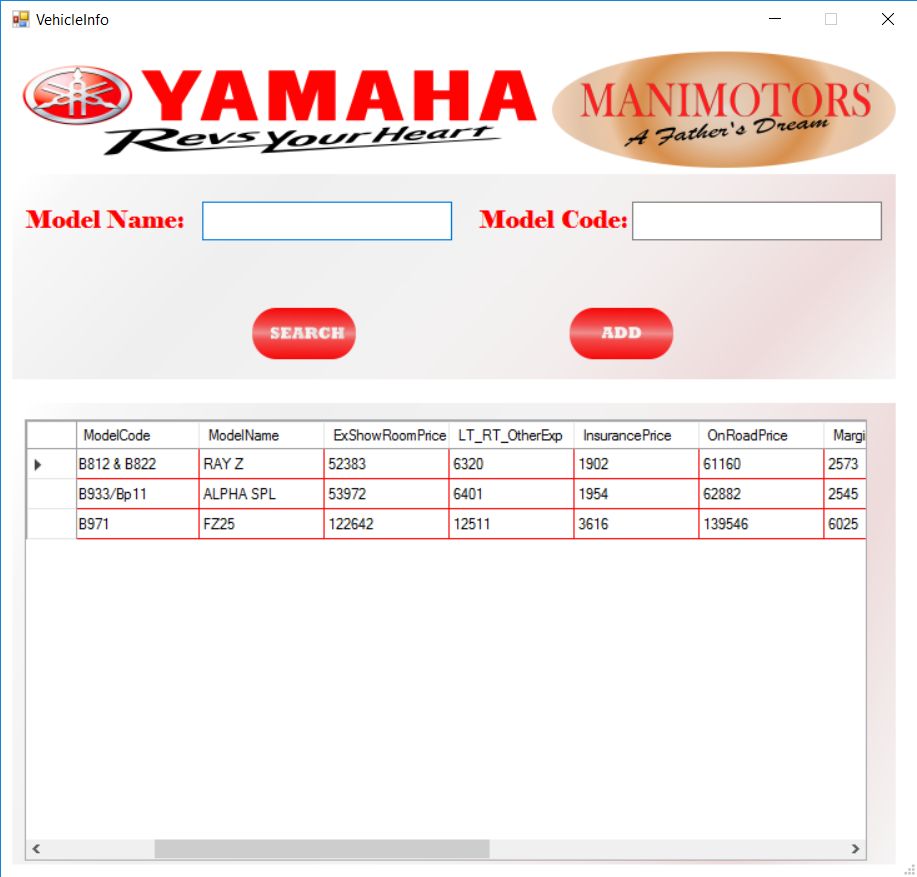 VehicleInfo
YAMAHA
Revs Your Heart
MANIMOTORS
A Father's Dream
Model Name: Model Code:
SEARCH ADD
ModelCode ModelName ExShowRoomPrice LT_RT_OtherExp InsurancePrice OnRoadPrice Margi
B812 & B822 RAY Z 52383 6320 1902 61160 2573
B933/Bp11 ALPHA SPL 53972 6401 1954 62882 2545
B971 FZ25 122642 12511 3616 139546 6025